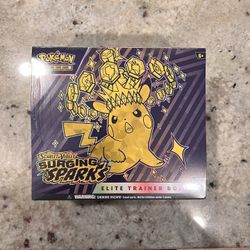 POKÉMON
6+
SCARLET & VIOLET
SURGING
SPARKS
ELITE TRAINER BOX
WARNING: